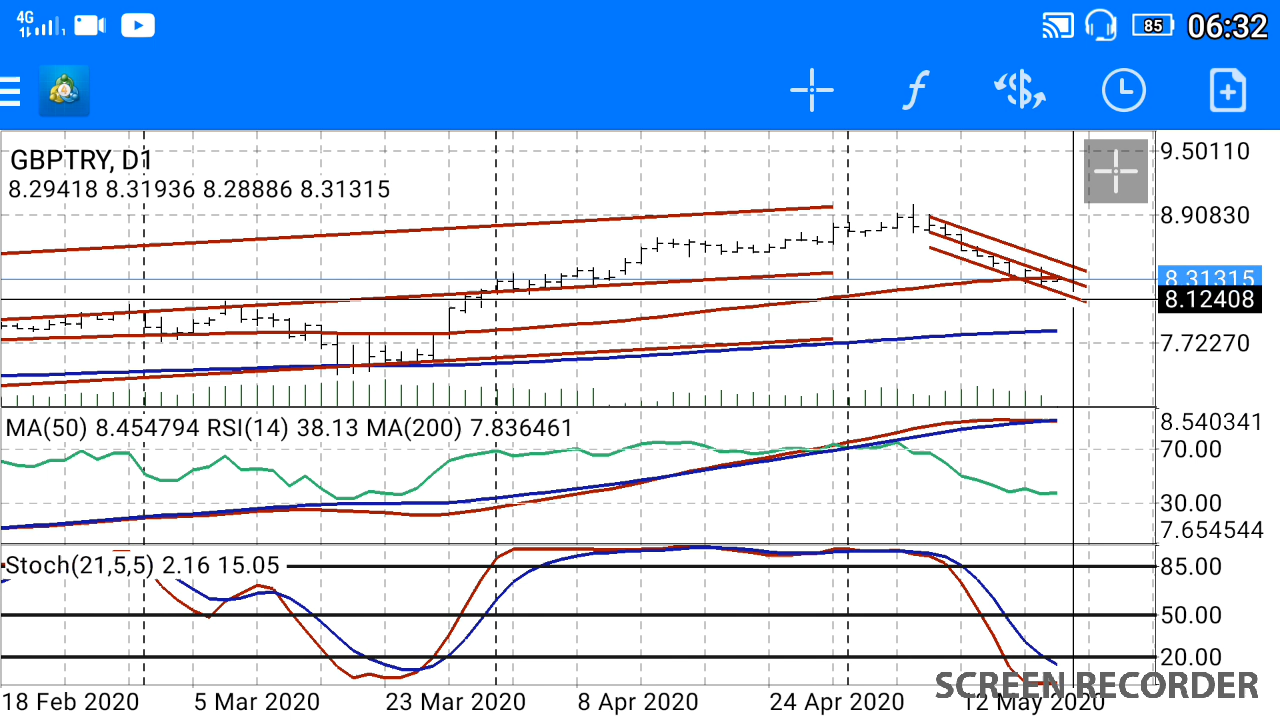 4G 85 06:32
GBPTRY, D1
8.29418 8.31936 8.28886 8.31315
9.50110
8.90830
8.31315
8.12408
7.72270
MA(50) 8.454794 RSI(14) 38.13 MA(200) 7.836461
8.540341
70.00
30.00
7.654544
Stoch(21,5,5) 2.16 15.05
85.00
50.00
20.00
SCREEN RECORDER
18 Feb 2020 5 Mar 2020 23 Mar 2020 8 Apr 2020 24 Apr 2020 12 May 2020